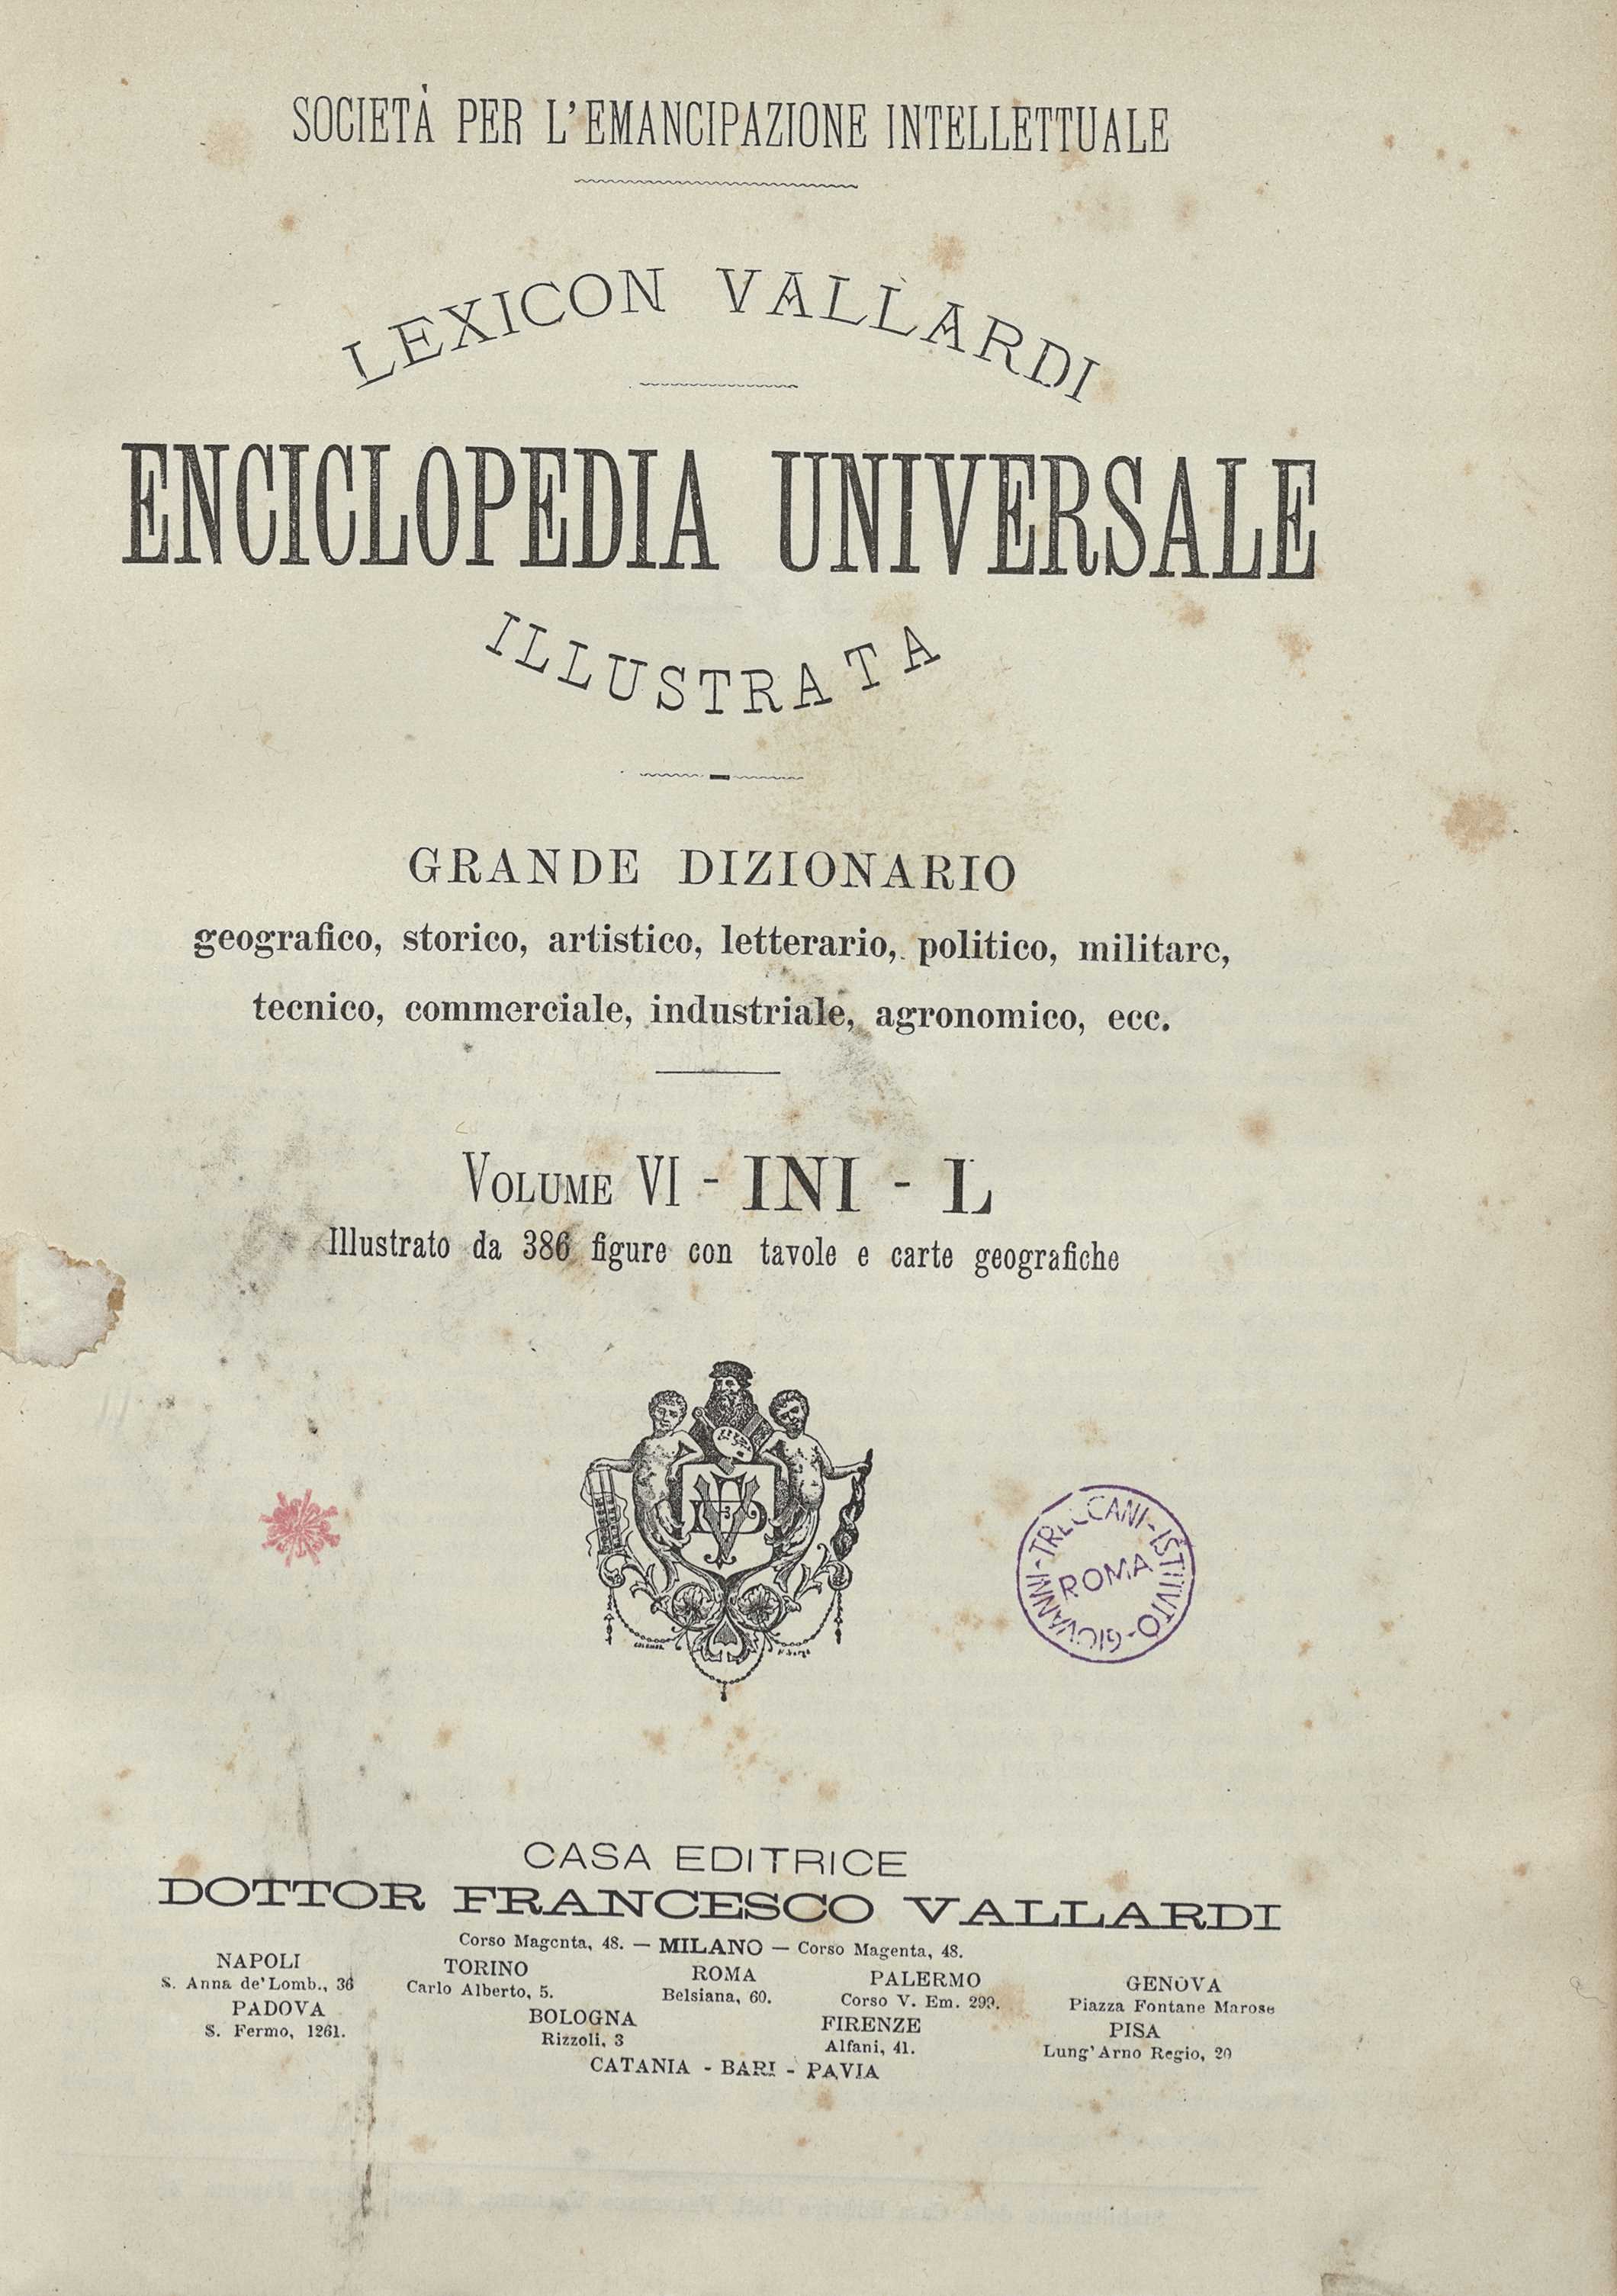 SOCIETÀ PER L'EMANCIPAZIONE INTELLETTUALE
LEXICON VALLARDI
ENCICLOPEDIA UNIVERSALE
ILLUSTRATA
GRANDE DIZIONARIO
geografico, storico, artistico, letterario, politico, militare,
tecnico, commerciale, industriale, agronomico, ecc.
VOLUME VI - INI - L
Illustrato da 386 figure con tavole e carte geografiche
GIOVANNI - TRECCANI - ISTITVTO -
ROMA
CASA EDITRICE
DOTTOR FRANCESCO VALLARDI
Corso Magenta, 48. — MILANO — Corso Magenta, 48.
NAPOLI TORINO ROMA PALERMO GENOVA
S. Anna de' Lomb., 36 Carlo Alberto, 5. Belsiana, 60. Corso V. Em. 299. Piazza Fontane Marose
PADOVA BOLOGNA FIRENZE PISA
S. Fermo, 1261. Rizzoli, 3 Alfani, 41. Lung' Arno Regio, 20
CATANIA - BARI - PAVIA